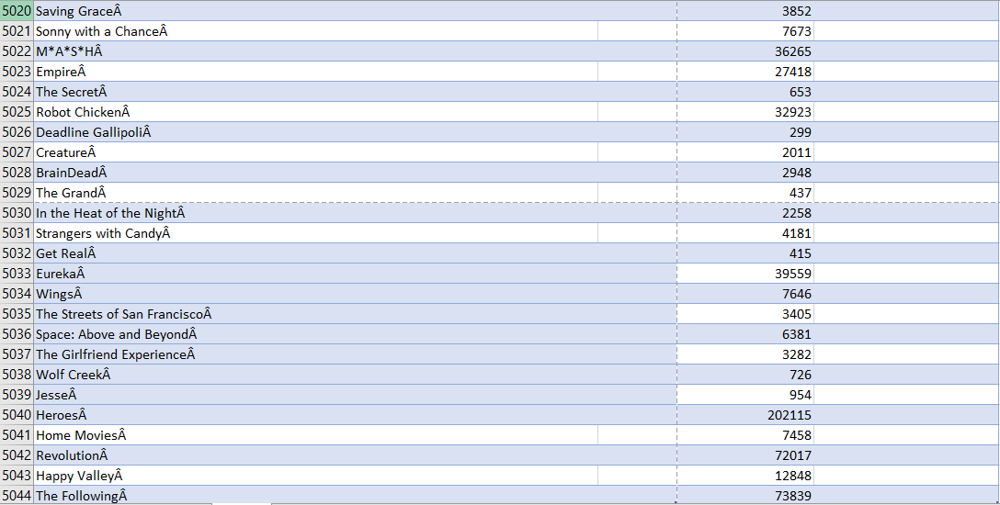 5020 Saving GraceÂ 3852
5021 Sonny with a ChanceÂ 7673
5022 M*A*S*HÂ 36265
5023 EmpireÂ 27418
5024 The SecretÂ 653
5025 Robot ChickenÂ 32923
5026 Deadline GallipoliÂ 299
5027 CreatureÂ 2011
5028 BrainDeadÂ 2948
5029 The GrandÂ 437
5030 In the Heat of the NightÂ 2258
5031 Strangers with CandyÂ 4181
5032 Get RealÂ 415
5033 EurekaÂ 39559
5034 WingsÂ 7646
5035 The Streets of San FranciscoÂ 3405
5036 Space: Above and BeyondÂ 6381
5037 The Girlfriend ExperienceÂ 3282
5038 Wolf CreekÂ 726
5039 JesseÂ 954
5040 HeroesÂ 202115
5041 Home MoviesÂ 7458
5042 RevolutionÂ 72017
5043 Happy ValleyÂ 12848
5044 The FollowingÂ 73839